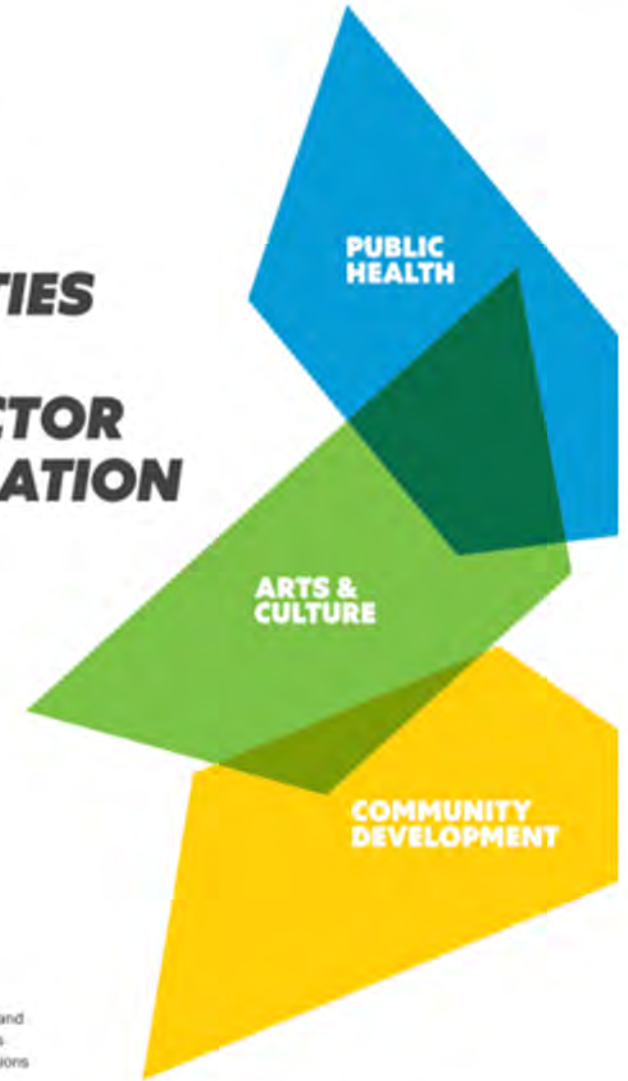 TIES
CTOR
ATION
PUBLIC
HEALTH
ARTS &
CULTURE
COMMUNITY
DEVELOPMENT
and
s
ions